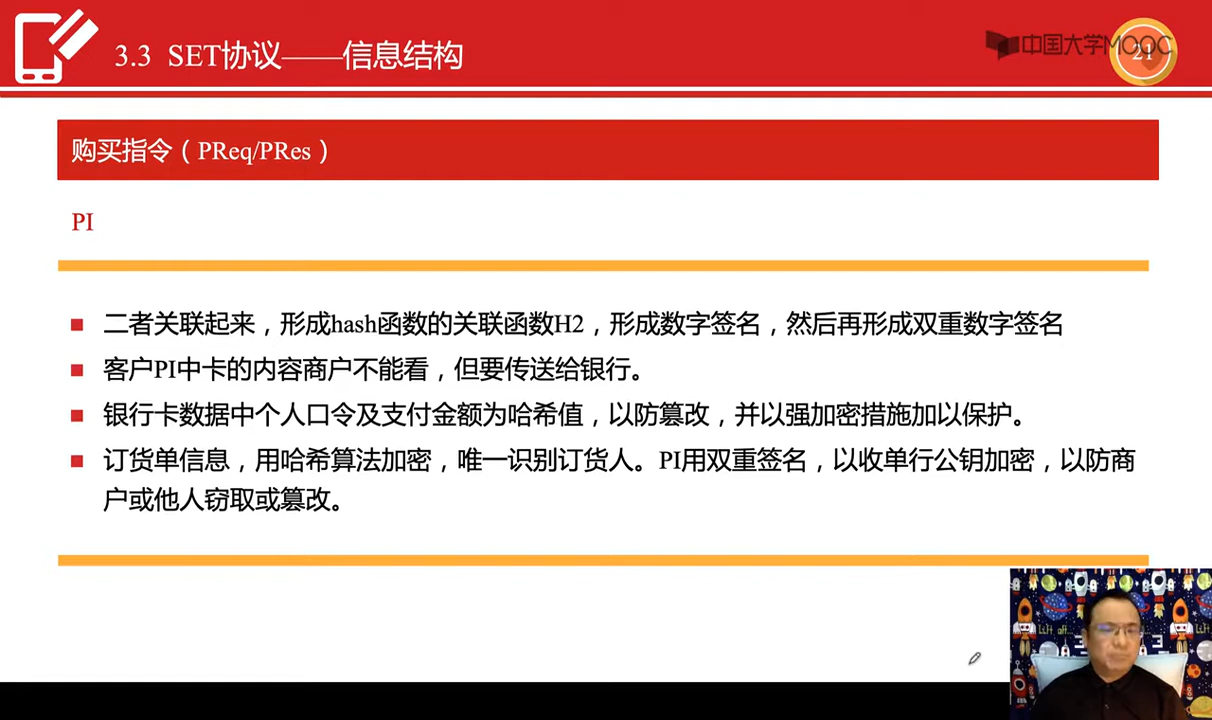 3.3 SET协议——信息结构
中国大学MOOC
21
购买指令（PReq/PRes）
PI
二者关联起来，形成hash函数的关联函数H2，形成数字签名，然后再形成双重数字签名
客户PI中卡的内容商户不能看，但要传送给银行。
银行卡数据中个人口令及支付金额为哈希值，以防篡改，并以强加密措施加以保护。
订货单信息，用哈希算法加密，唯一识别订货人。PI用双重签名，以收单行公钥加密，以防商
户或他人窃取或篡改。